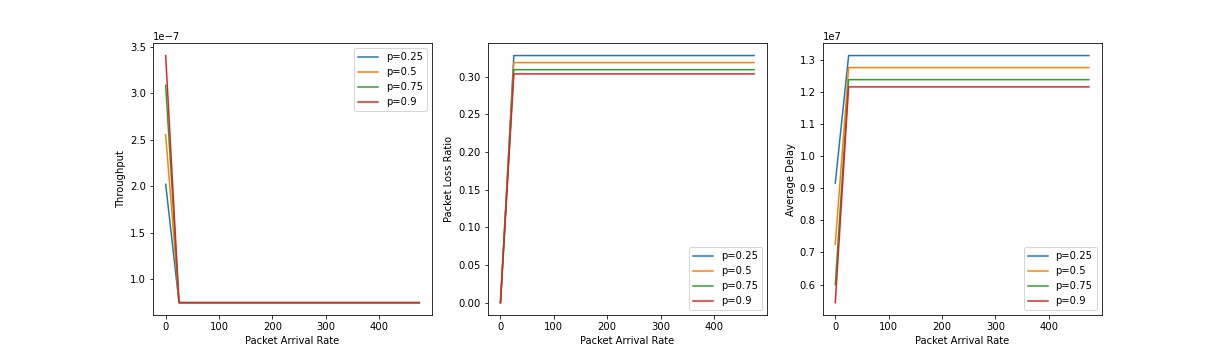 1e−7
3.5
3.0
2.5
2.0
1.5
1.0
Throughput
0 100 200 300 400
Packet Arrival Rate
p=0.25
p=0.5
p=0.75
p=0.9
0.30
0.25
0.20
0.15
0.10
0.05
0.00
Packet Loss Ratio
0 100 200 300 400
Packet Arrival Rate
p=0.25
p=0.5
p=0.75
p=0.9
1e7
1.3
1.2
1.1
1.0
0.9
0.8
0.7
0.6
Average Delay
0 100 200 300 400
Packet Arrival Rate
p=0.25
p=0.5
p=0.75
p=0.9